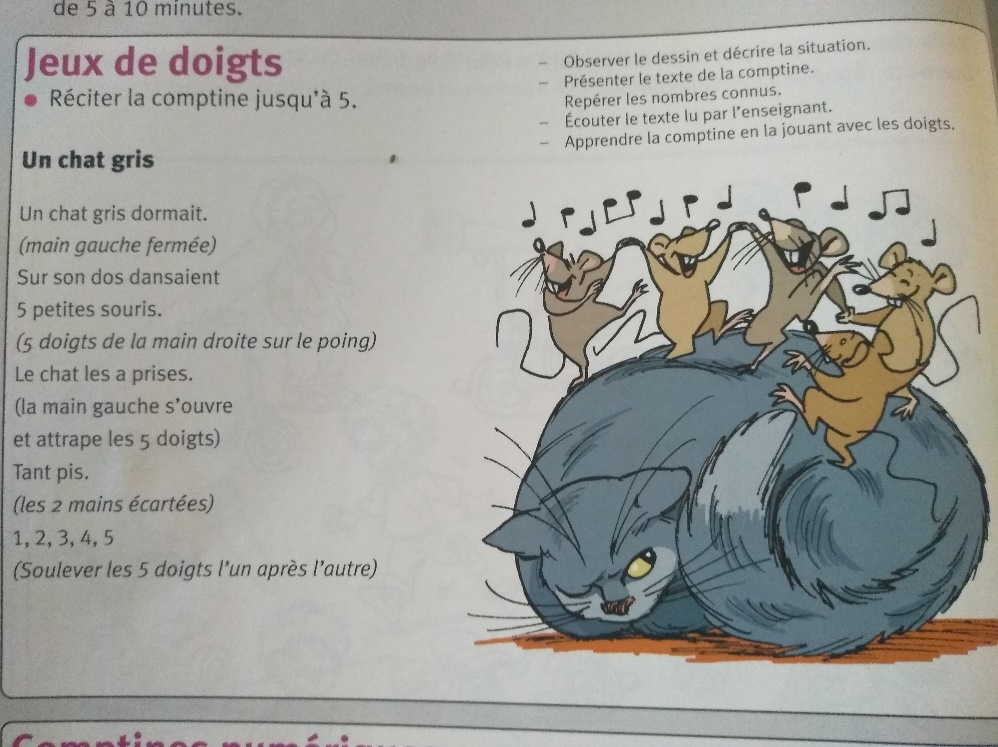 de 5 à 10 minutes.
Jeux de doigts
• Réciter la comptine jusqu'à 5.
– Observer le dessin et décrire la situation.
– Présenter le texte de la comptine.
Repérer les nombres connus.
– Écouter le texte lu par l'enseignant.
– Apprendre la comptine en la jouant avec les doigts.
Un chat gris
Un chat gris dormait.
(main gauche fermée)
Sur son dos dansaient
5 petites souris.
(5 doigts de la main droite sur le poing)
Le chat les a prises.
(la main gauche s'ouvre
et attrape les 5 doigts)
Tant pis.
(les 2 mains écartées)
1, 2, 3, 4, 5
(Soulever les 5 doigts l'un après l'autre)
Comptines